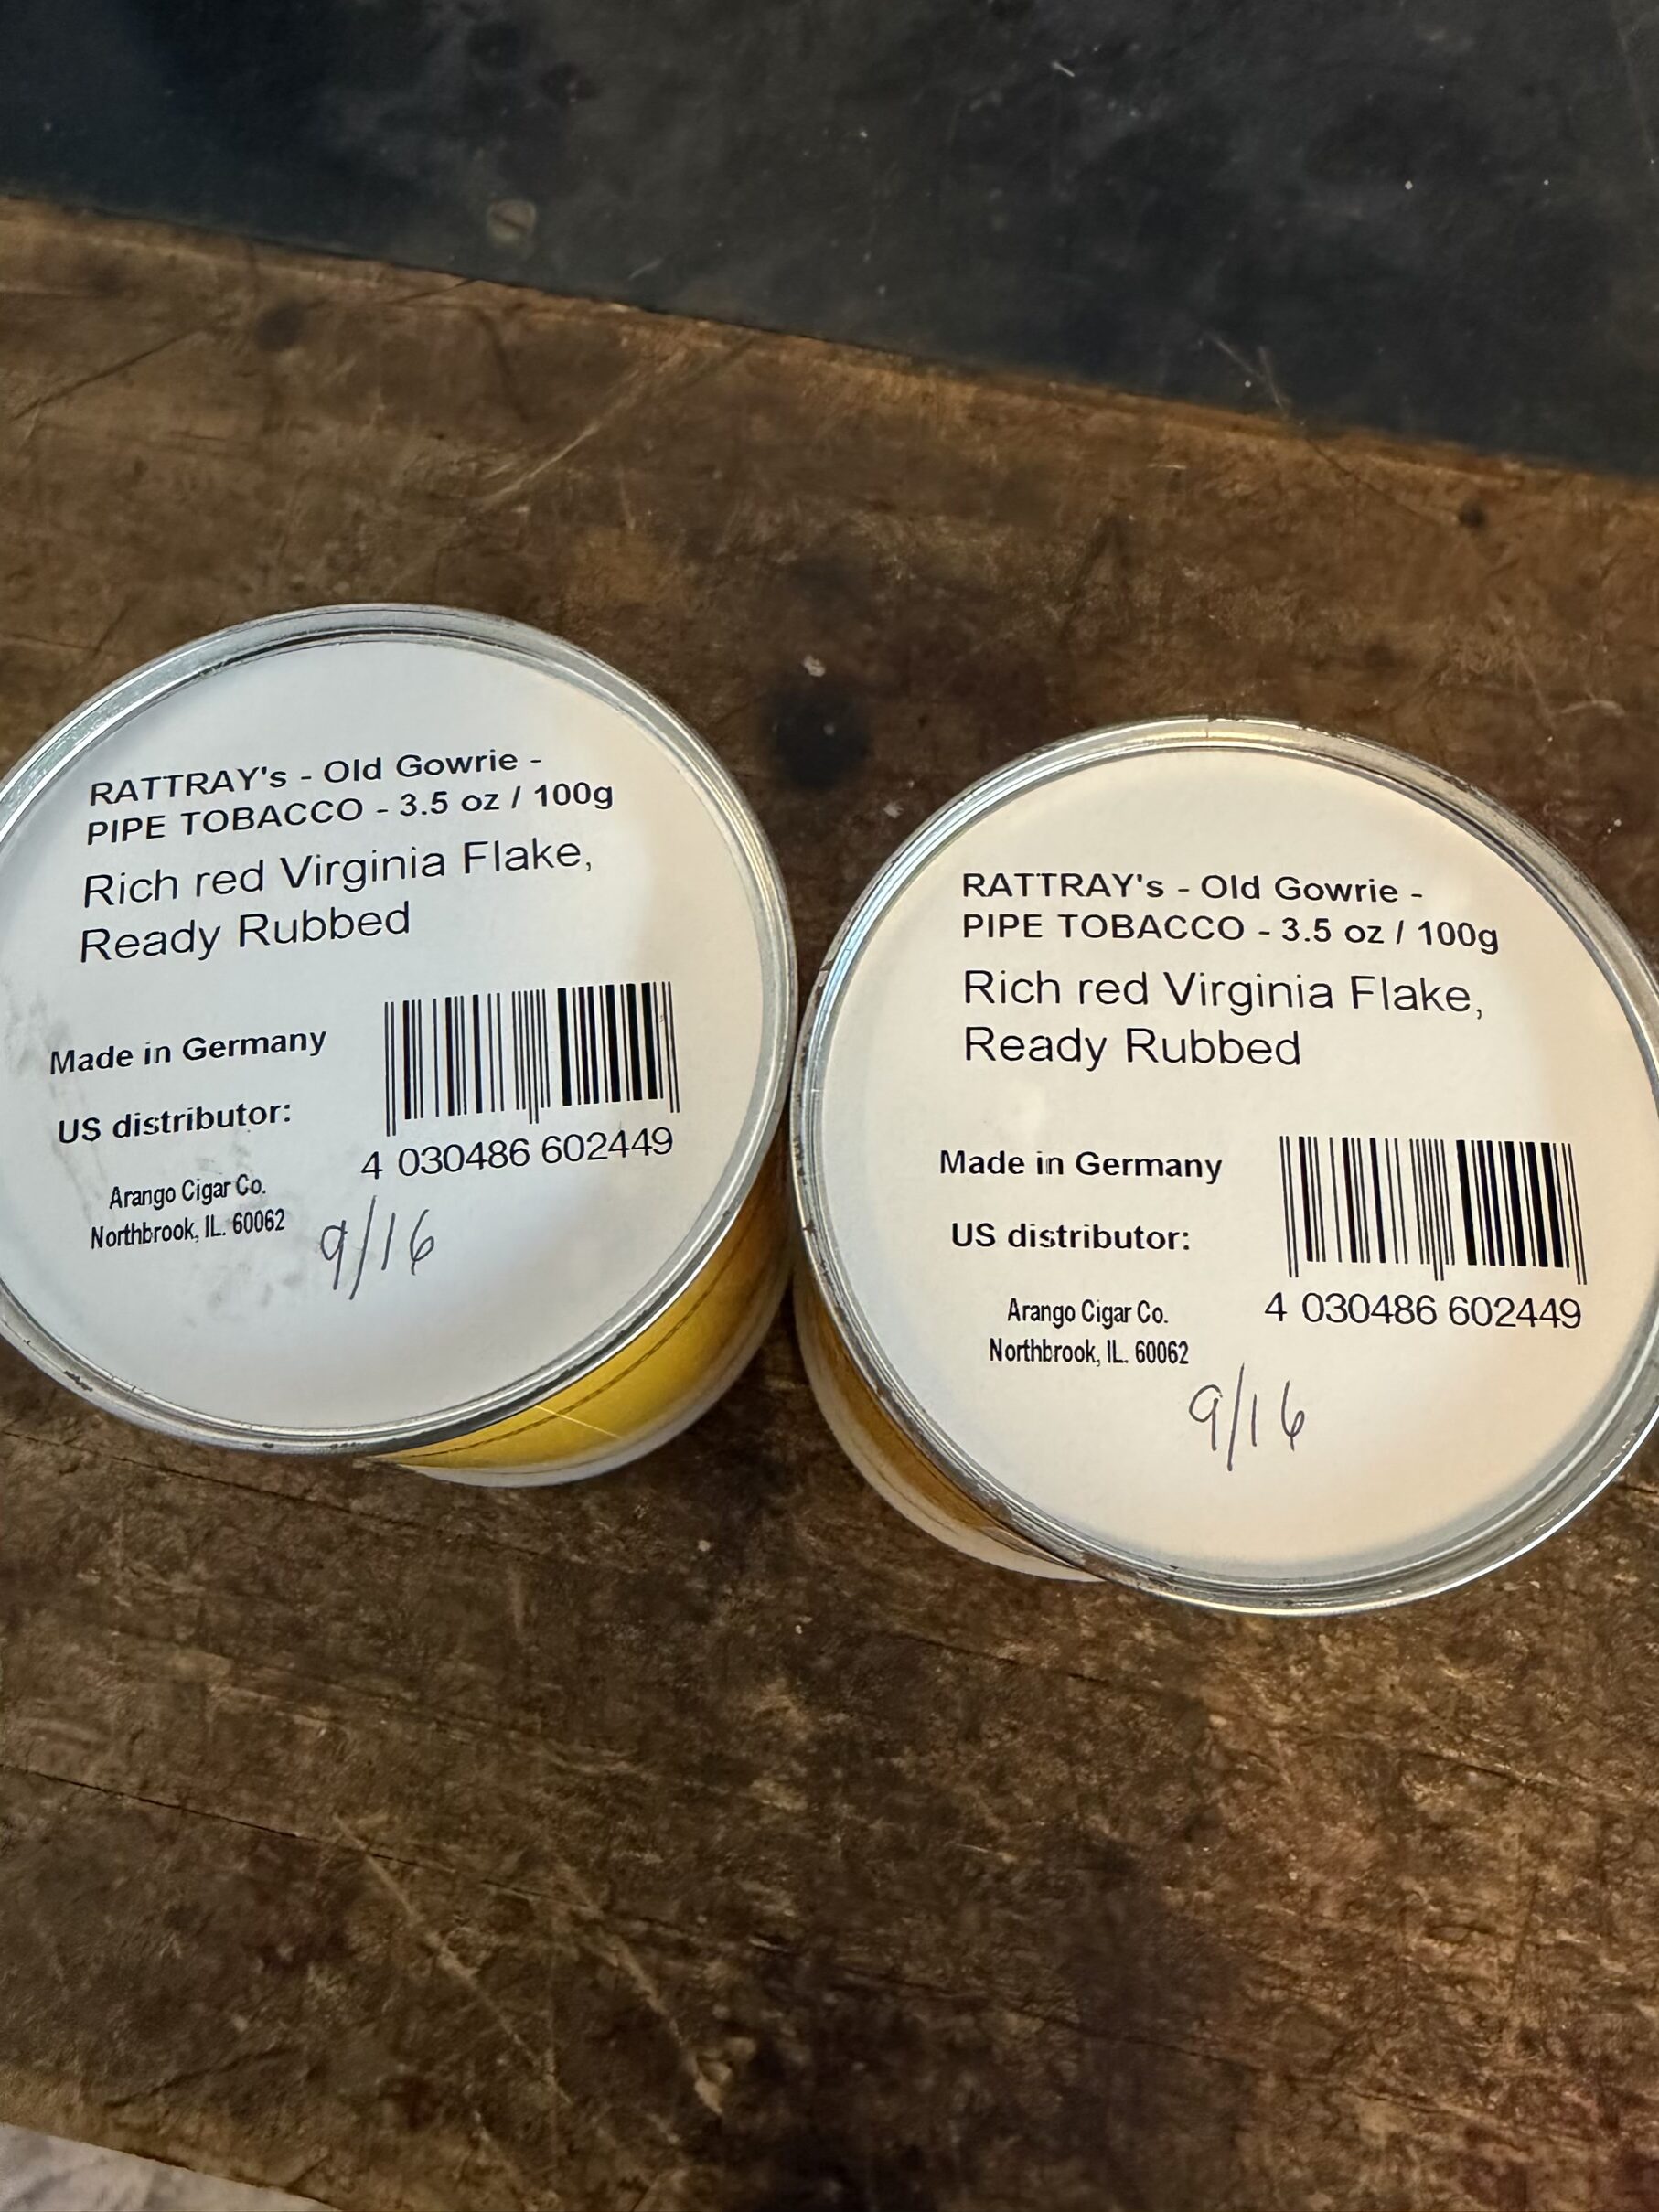 RATTRAY's - Old Gowrie -
PIPE TOBACCO - 3.5 oz / 100g
Rich red Virginia Flake,
Ready Rubbed
Made in Germany
US distributor:
4 030486 602449
Arango Cigar Co.
Northbrook, IL. 60062
9/16
RATTRAY's - Old Gowrie -
PIPE TOBACCO - 3.5 oz / 100g
Rich red Virginia Flake,
Ready Rubbed
Made in Germany
US distributor:
4 030486 602449
Arango Cigar Co.
Northbrook, IL. 60062
9/16